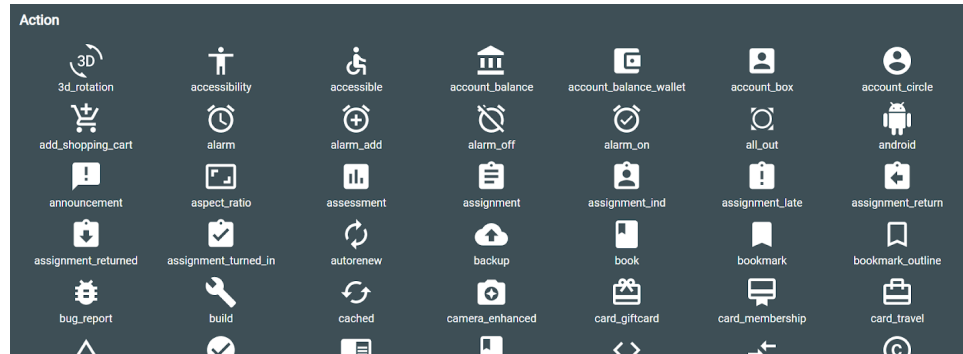 Action
3D
3d_rotation accessibility accessible account_balance account_balance_wallet account_box account_circle
add_shopping_cart alarm alarm_add alarm_off alarm_on all_out android
announcement aspect_ratio assessment assignment assignment_ind assignment_late assignment_return
assignment_returned assignment_turned_in autorenew backup book bookmark bookmark_outline
bug_report build cached camera_enhanced card_giftcard card_membership card_travel